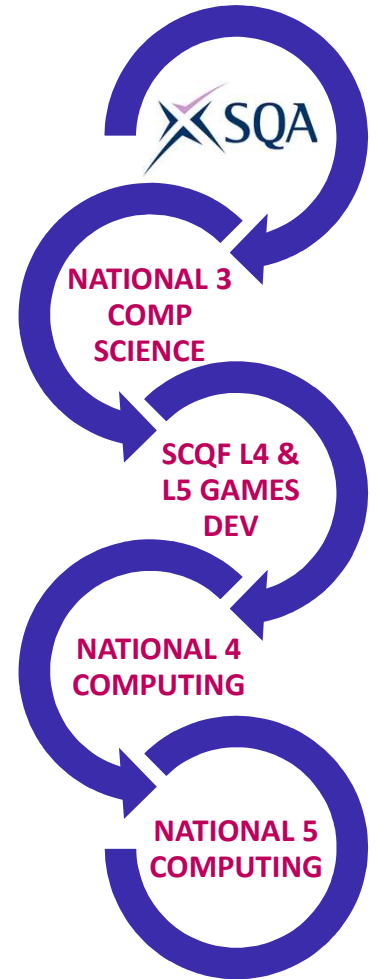 SQA
NATIONAL 3
COMP
SCIENCE
SCQF L4 &
L5 GAMES
DEV
NATIONAL 4
COMPUTING
NATIONAL 5
COMPUTING